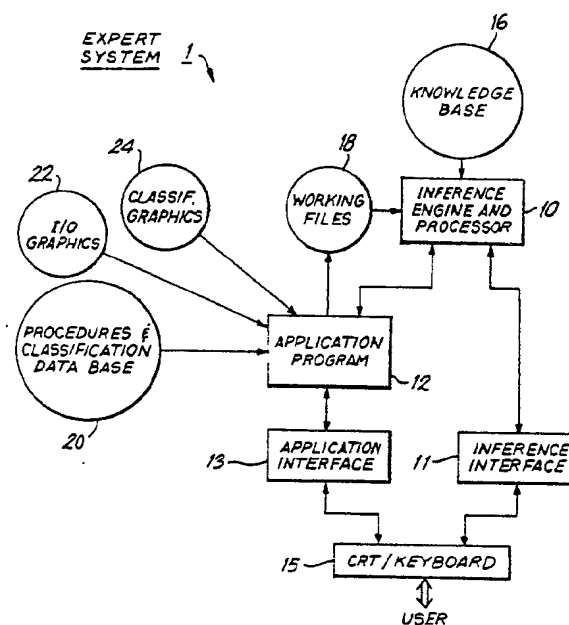 EXPERT
SYSTEM 1
16
KNOWLEDGE
BASE
24
18
22
CLASSIF.
GRAPHICS
WORKING
FILES
INFERENCE
ENGINE AND
PROCESSOR
10
I/O
GRAPHICS
PROCEDURES &
CLASSIFICATION
DATA BASE
APPLICATION
PROGRAM
12
20
13
APPLICATION
INTERFACE
11
INFERENCE
INTERFACE
15
CRT/KEYBOARD
USER